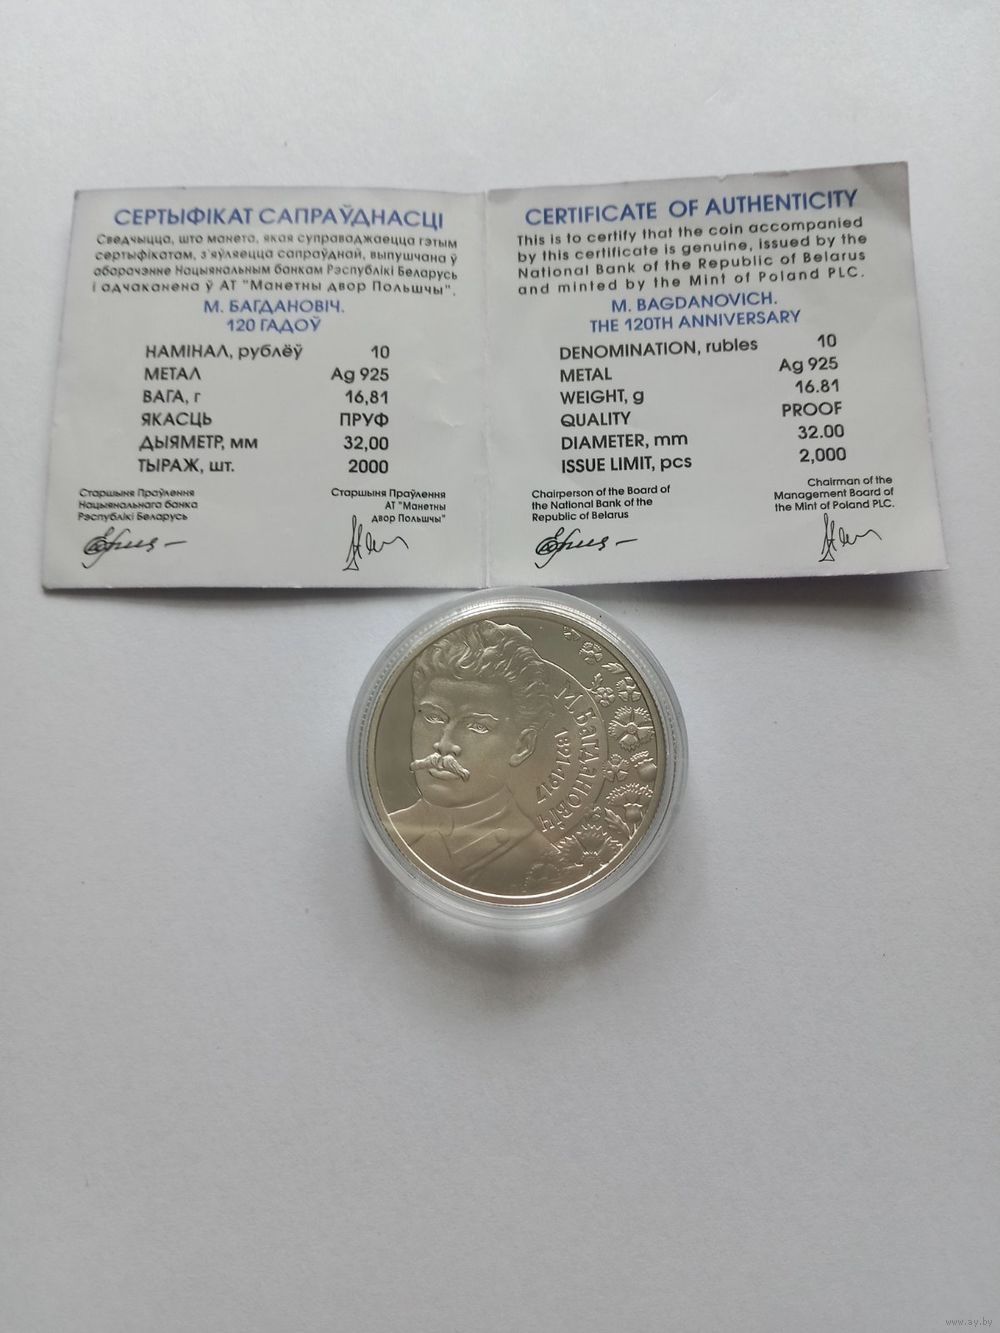 СЕРТЫФІКАТ САПРАЎДНАСЦІ
Сведчыцца, што манета, якая суправаджаецца гэтым
сертыфікатам, з'яўляецца сапраўднай, выпушчана ў
абарачэнне Нацыянальным банкам Рэспублікі Беларусь
і адчаканена ў АТ "Манетны двор Польшчы".
М. БАГДАНОВІЧ.
120 ГАДОЎ
НАМІНАЛ, рублёў 10
МЕТАЛ Ag 925
ВАГА, г 16,81
ЯКАСЦЬ ПРУФ
ДЫЯМЕТР, мм 32,00
ТЫРАЖ, шт. 2000
Старшыня Праўлення
Нацыянальнага банка
Рэспублікі Беларусь
Старшыня Праўлення
АТ "Манетны
двор Польшчы"
CERTIFICATE OF AUTHENTICITY
This is to certify that the coin accompanied
by this certificate is genuine, issued by the
National Bank of the Republic of Belarus
and minted by the Mint of Poland PLC.
M. BAGDANOVICH.
THE 120TH ANNIVERSARY
DENOMINATION, rubles 10
METAL Ag 925
WEIGHT, g 16.81
QUALITY PROOF
DIAMETER, mm 32.00
ISSUE LIMIT, pcs 2,000
Chairperson of the Board of
the National Bank of the
Republic of Belarus
Chairman of the
Management Board of
the Mint of Poland PLC.
М. БАГДАНОВІЧ
1891-1917
www.ay.by